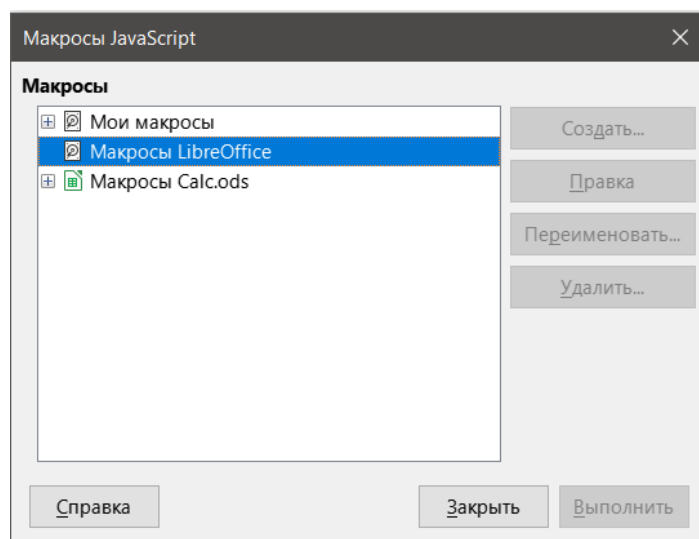 Макросы JavaScript
Макросы
Мои макросы
Макросы LibreOffice
Макросы Calc.ods
Создать...
Правка
Переименовать...
Удалить...
Справка
Закрыть
Выполнить